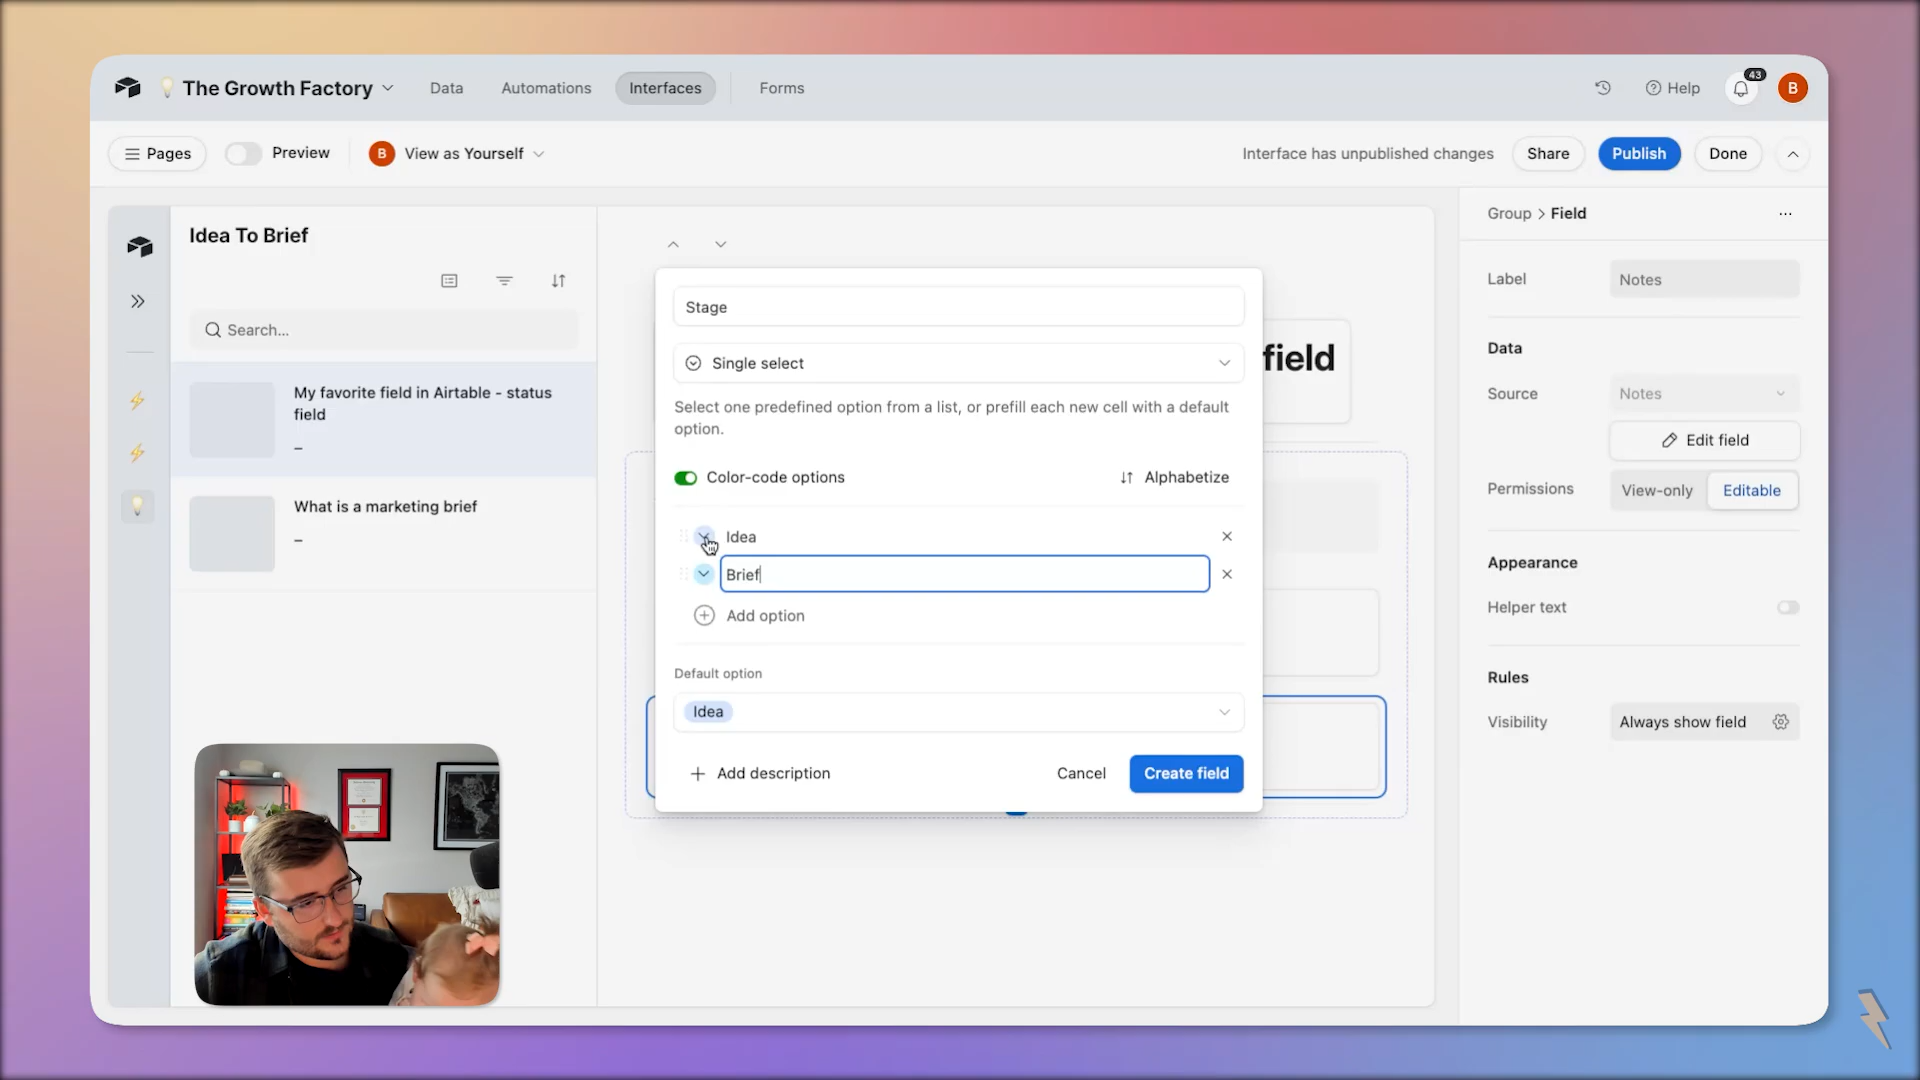 The Growth Factory
Data
Automations
Interfaces
Forms
Help
43
B
Pages
Preview
B
View as Yourself
Interface has unpublished changes
Share
Publish
Done
Idea To Brief
Search...
My favorite field in Airtable - status
field
–
What is a marketing brief
–
Stage
Single select
Select one predefined option from a list, or prefill each new cell with a default
option.
Color-code options
Alphabetize
Idea
Brief
Add option
Default option
Idea
Add description
Cancel
Create field
field
Group > Field
Label
Notes
Data
Source
Notes
Edit field
Permissions
View-only
Editable
Appearance
Helper text
Rules
Visibility
Always show field